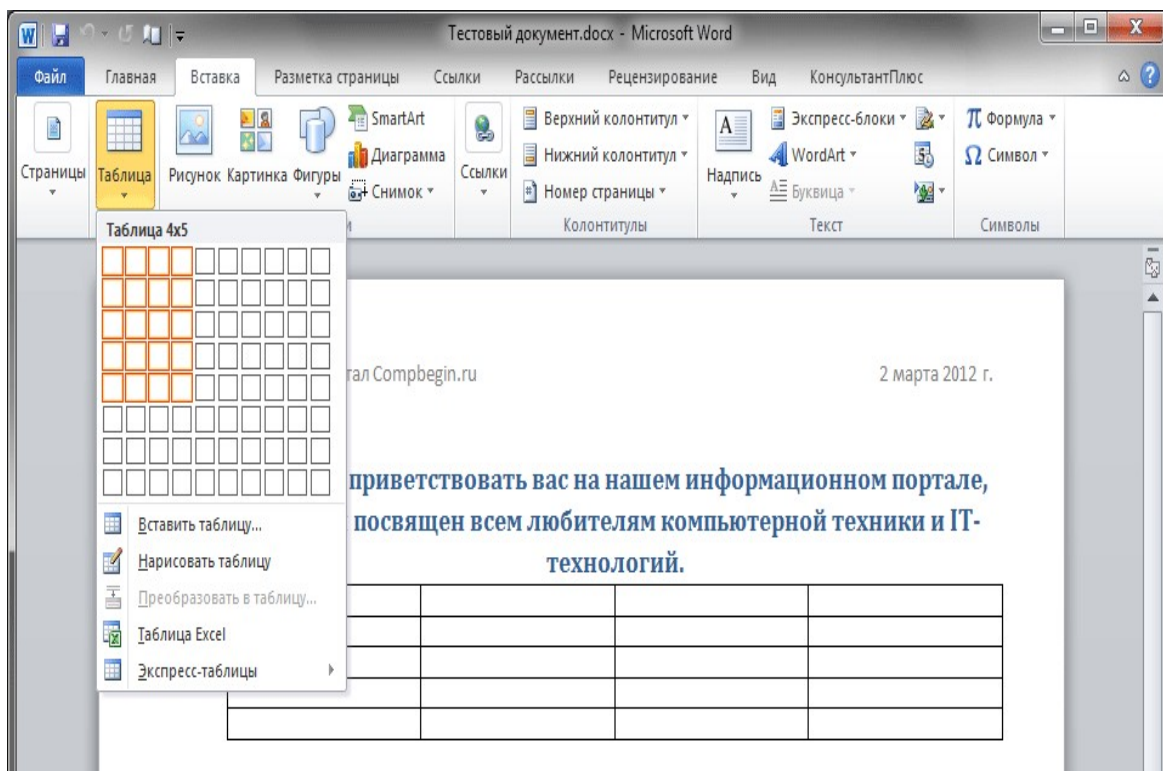 Тестовый документ.docx - Microsoft Word
Файл Главная Вставка Разметка страницы Ссылки Рассылки Рецензирование Вид КонсультантПлюс
Страницы
Таблица
Рисунок Картинка Фигуры
SmartArt
Диаграмма
Снимок
Ссылки
Верхний колонтитул
Нижний колонтитул
Номер страницы
Колонтитулы
Надпись
Экспресс-блоки
WordArt
Буквица
Текст
π Формула
Ω Символ
Символы
Таблица 4x5
Вставить таблицу...
Нарисовать таблицу
Преобразовать в таблицу...
Таблица Excel
Экспресс-таблицы
Compbegin.ru 2 марта 2012 г.
приветствовать вас на нашем информационном портале,
посвящен всем любителям компьютерной техники и IT-
технологий.